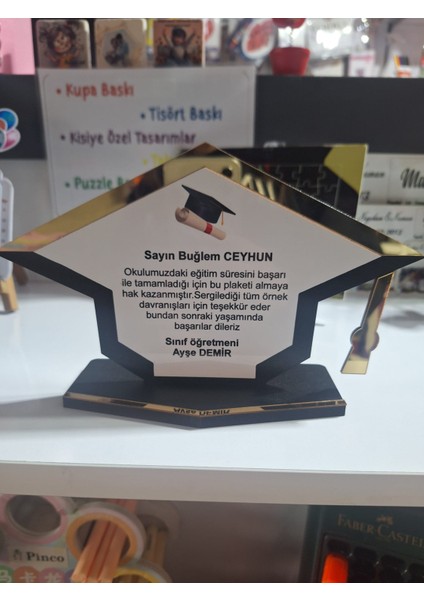 • Kupa Baskı
• Tişört Baskı
• Kisiye Özel Tasarımlar
• Puzzle
Sayın Buğlem CEYHUN
Okulumuzdaki eğitim süresini başarı
ile tamamladığı için bu plaketi almaya
hak kazanmıştır.Sergilediği tüm örnek
davranışları için teşekkür eder
bundan sonraki yaşamında
başarılar dileriz
Sınıf öğretmeni
Ayşe DEMİR
Pinco
FABER-CASTEL